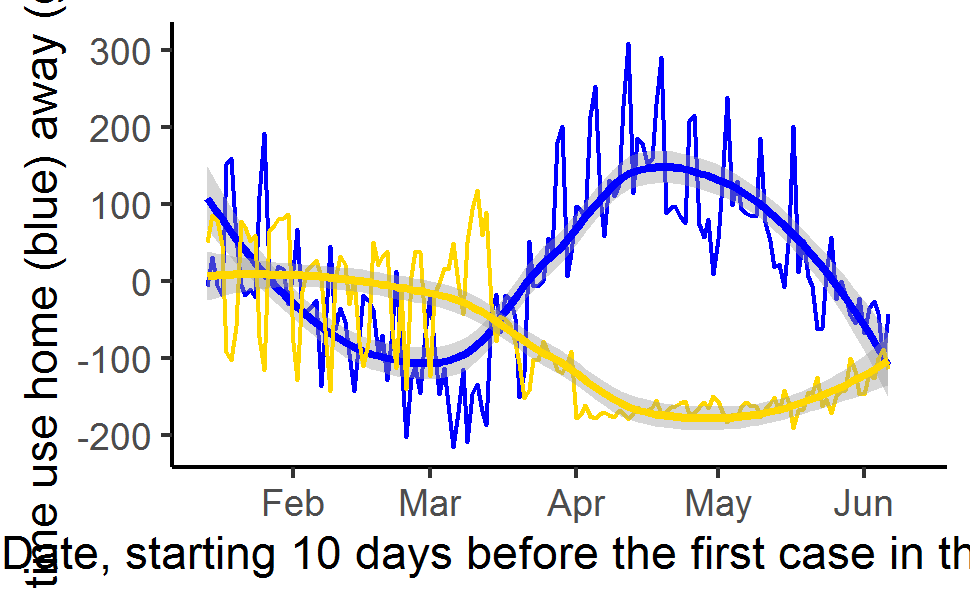 time use home (blue) away (
300
200
100
0
-100
-200
Feb Mar Apr May Jun
Date, starting 10 days before the first case in th